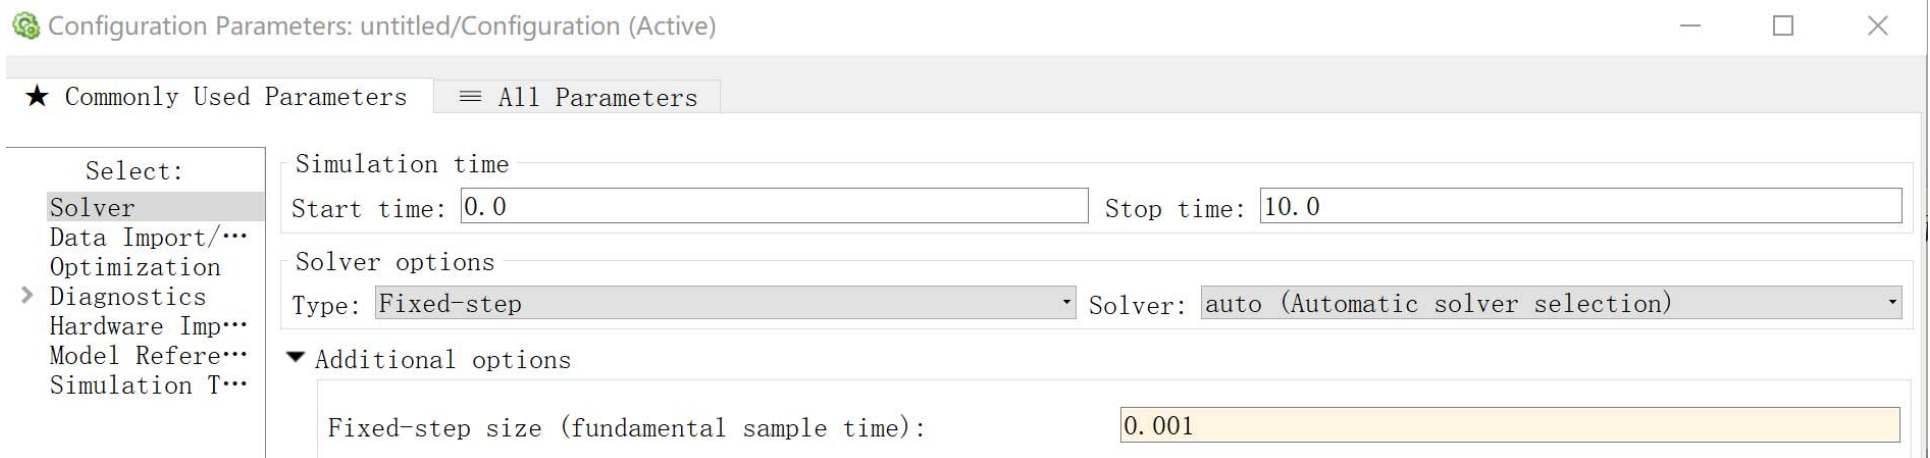 Configuration Parameters: untitled/Configuration (Active)
★ Commonly Used Parameters
≡ All Parameters
Select:
Solver
Data Import/···
Optimization
Diagnostics
Hardware Imp···
Model Refere···
Simulation T···
Simulation time
Start time: 0.0
Stop time: 10.0
Solver options
Type: Fixed-step
Solver: auto (Automatic solver selection)
Additional options
Fixed-step size (fundamental sample time): 0.001